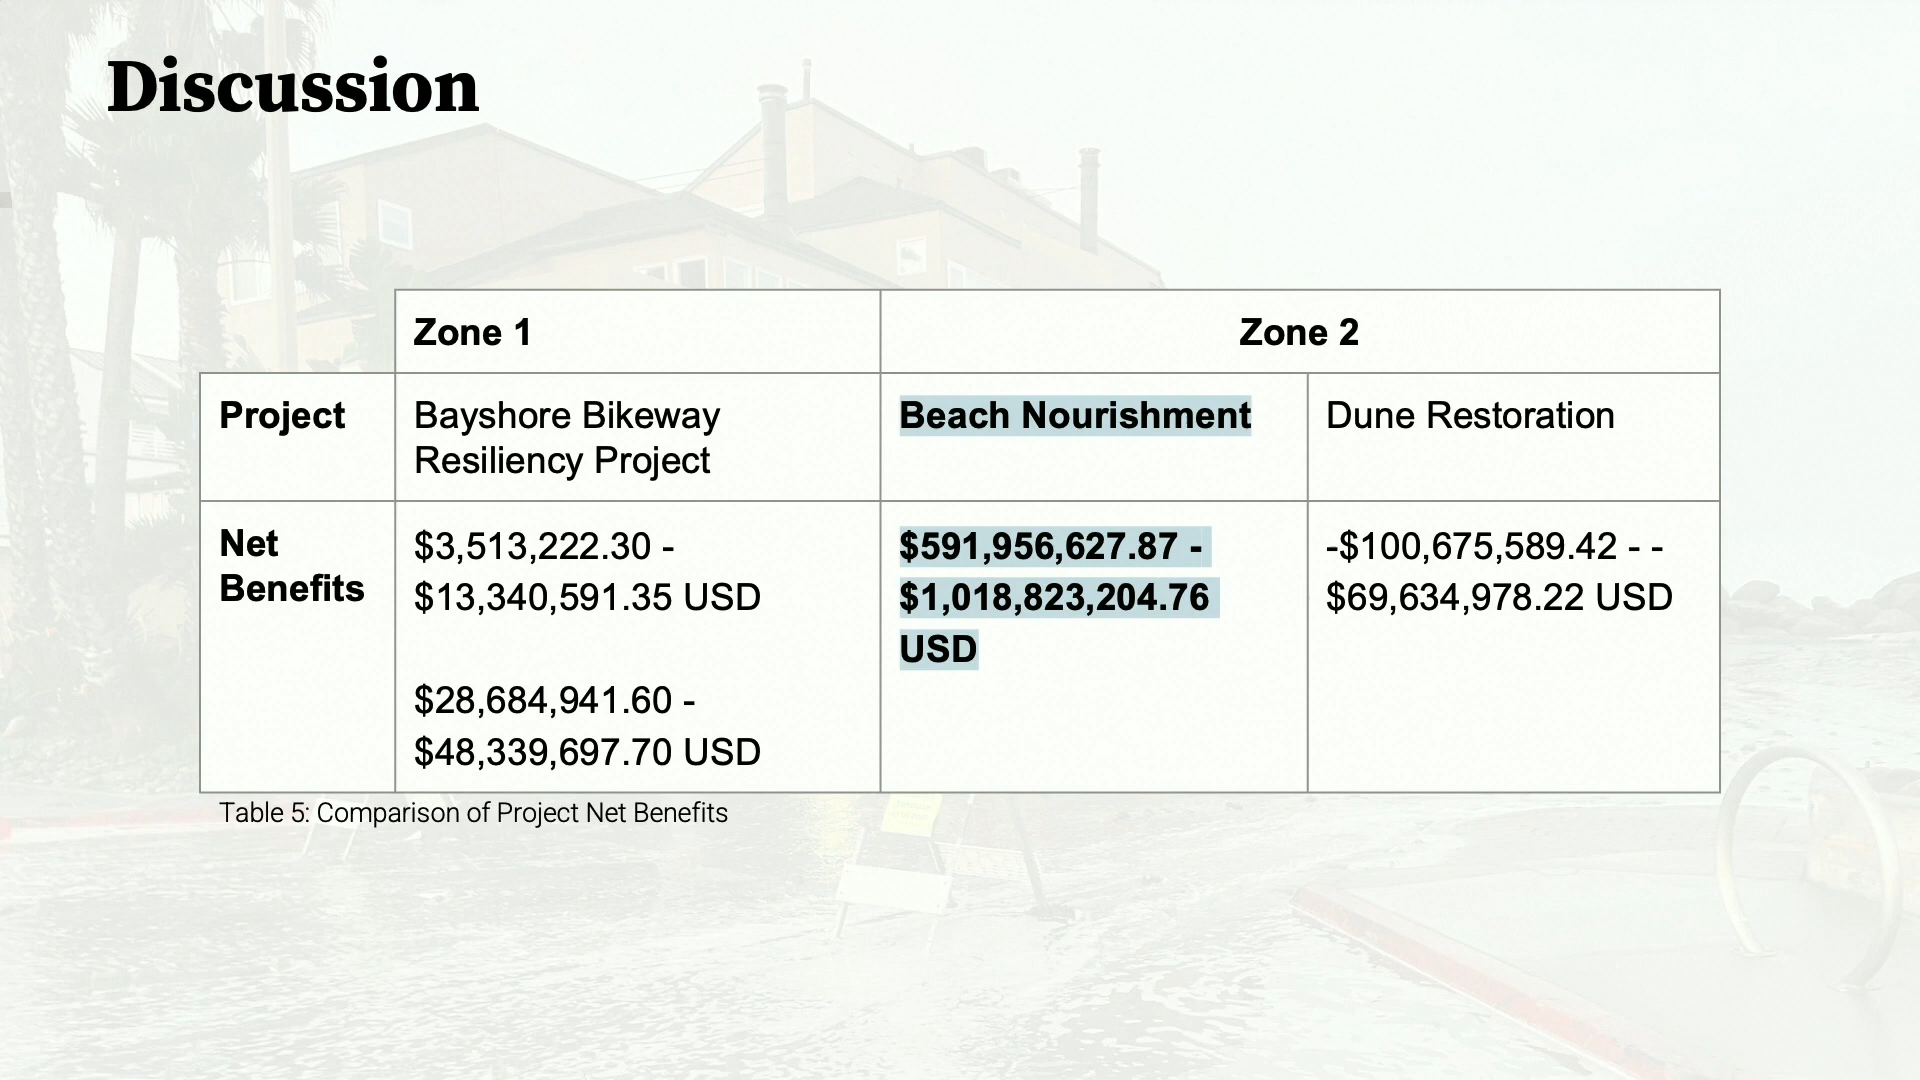 Discussion
Zone 1
Zone 2
Project
Bayshore Bikeway
Resiliency Project
Beach Nourishment
Dune Restoration
Net
Benefits
$3,513,222.30 -
$13,340,591.35 USD
$28,684,941.60 -
$48,339,697.70 USD
$591,956,627.87 -
$1,018,823,204.76
USD
-$100,675,589.42 - -
$69,634,978.22 USD
Table 5: Comparison of Project Net Benefits